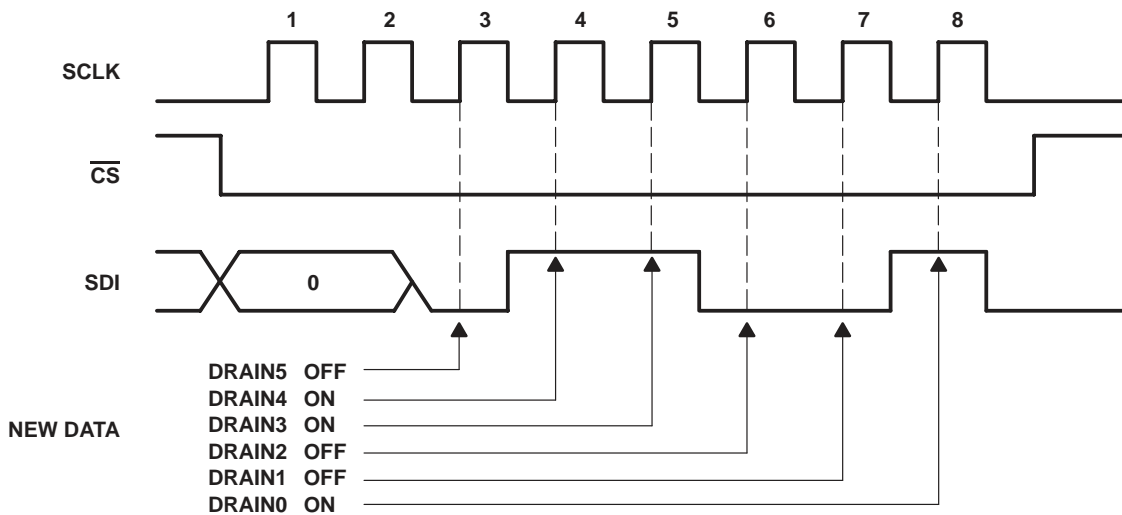 1 2 3 4 5 6 7 8
SCLK
CS
SDI
0
DRAIN5 OFF
DRAIN4 ON
DRAIN3 ON
NEW DATA
DRAIN2 OFF
DRAIN1 OFF
DRAIN0 ON